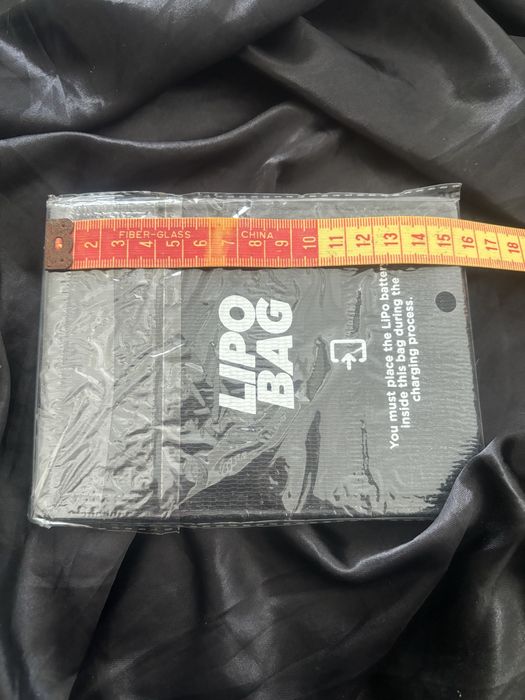 2 3 4 5 6 7 8 9 10 11 12 13 14 15 16 17 18
FIBER-GLASS CHINA
LIPO
BAG
You must place the LiPo battery
inside this bag during the
charging process.